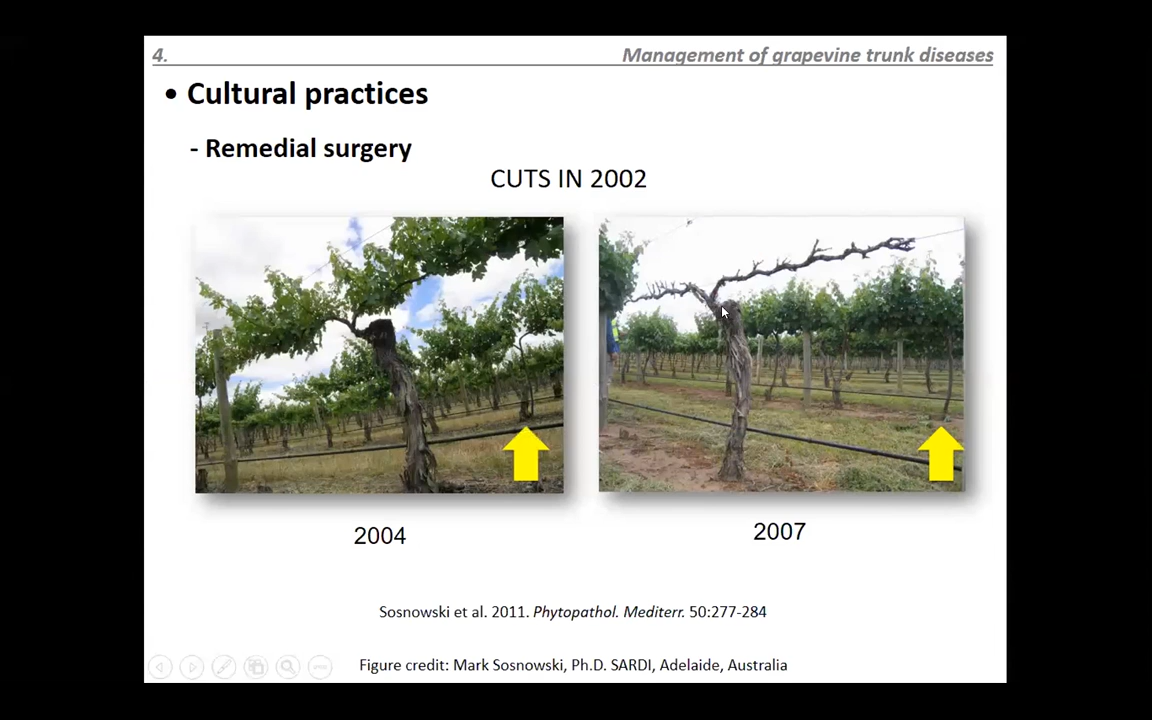 4.
Management of grapevine trunk diseases
• Cultural practices
- Remedial surgery
CUTS IN 2002
2004
2007
Sosnowski et al. 2011. Phytopathol. Mediterr. 50:277-284
Figure credit: Mark Sosnowski, Ph.D. SARDI, Adelaide, Australia